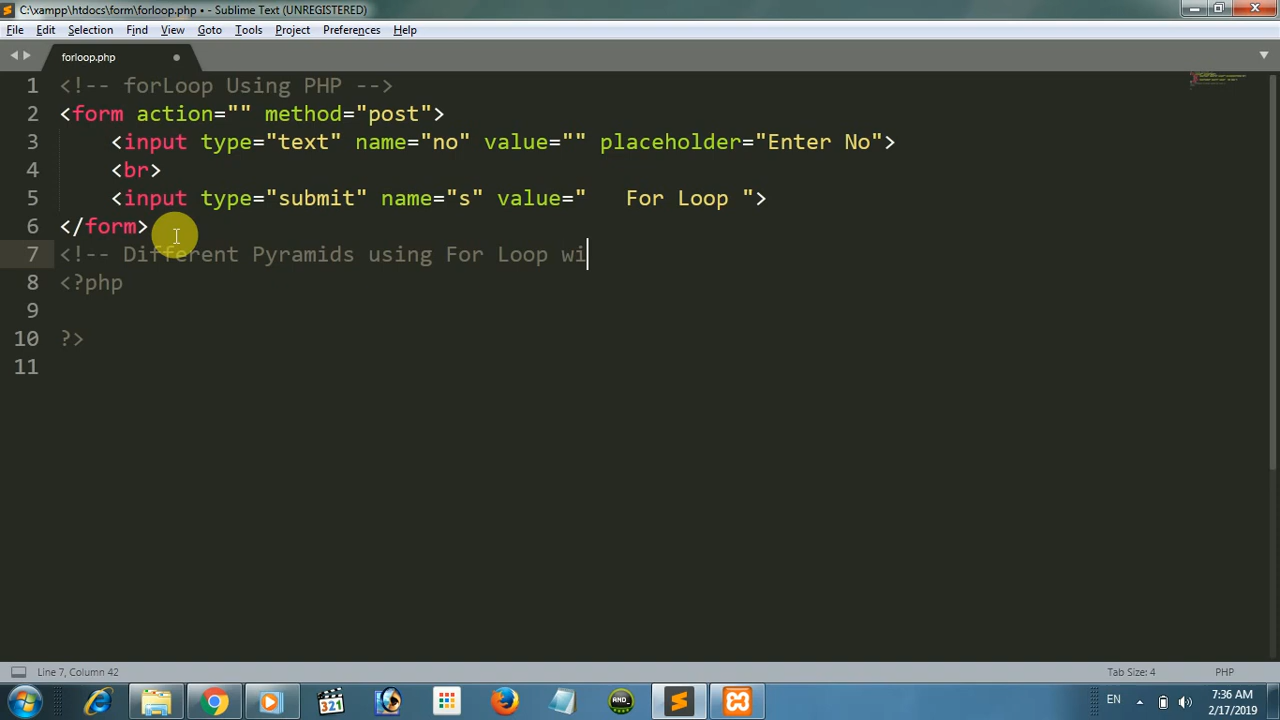 C:\xampp\htdocs\form\forloop.php • - Sublime Text (UNREGISTERED)
File Edit Selection Find View Goto Tools Project Preferences Help
forloop.php
1 <!-- forLoop Using PHP -->
2 <form action="" method="post">
3 <input type="text" name="no" value="" placeholder="Enter No">
4 <br>
5 <input type="submit" name="s" value="   For Loop ">
6 </form>
7 <!-- Different Pyramids using For Loop wi
8 <?php
9
10 ?>
11
Line 7, Column 42 Tab Size: 4 PHP
321 EN 7:36 AM
2/17/2019